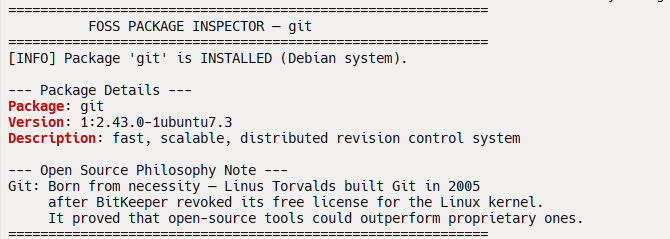 ============================================================
FOSS PACKAGE INSPECTOR — git
============================================================
[INFO] Package 'git' is INSTALLED (Debian system).
--- Package Details ---
Package: git
Version: 1:2.43.0-1ubuntu7.3
Description: fast, scalable, distributed revision control system
--- Open Source Philosophy Note ---
Git: Born from necessity — Linus Torvalds built Git in 2005
after BitKeeper revoked its free license for the Linux kernel.
It proved that open-source tools could outperform proprietary ones.
============================================================